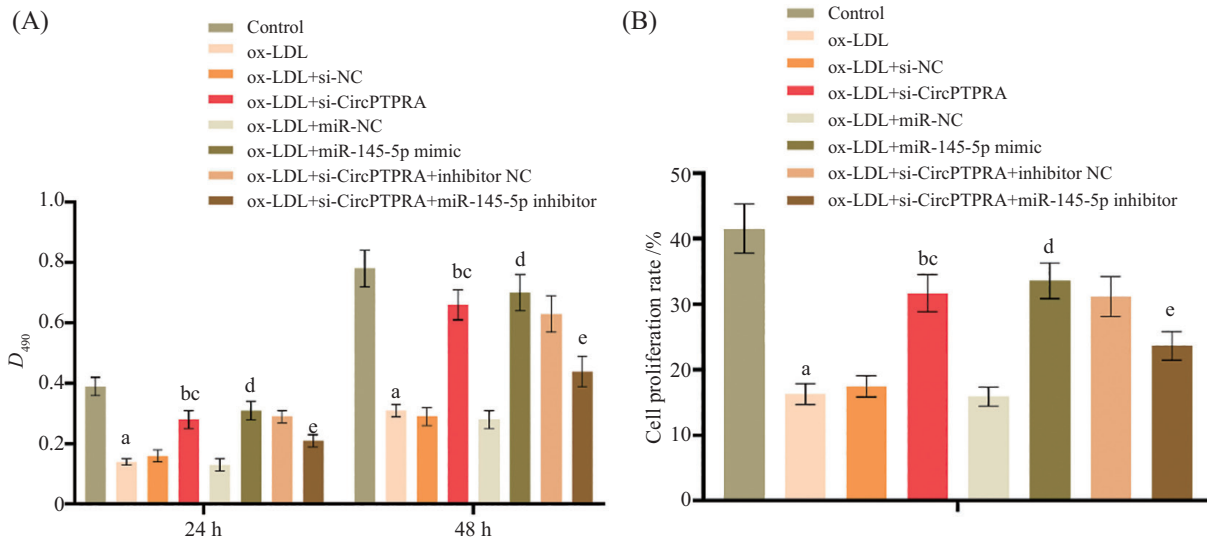 (A)
Control
ox-LDL
ox-LDL+si-NC
ox-LDL+si-CircPTPRA
ox-LDL+miR-NC
ox-LDL+miR-145-5p mimic
ox-LDL+si-CircPTPRA+inhibitor NC
ox-LDL+si-CircPTPRA+miR-145-5p inhibitor
D490
1.0
0.8
0.6
0.4
0.2
0
a
bc
d
e
a
bc
d
e
24 h
48 h
(B)
Control
ox-LDL
ox-LDL+si-NC
ox-LDL+si-CircPTPRA
ox-LDL+miR-NC
ox-LDL+miR-145-5p mimic
ox-LDL+si-CircPTPRA+inhibitor NC
ox-LDL+si-CircPTPRA+miR-145-5p inhibitor
Cell proliferation rate /%
50
40
30
20
10
0
a
bc
d
e